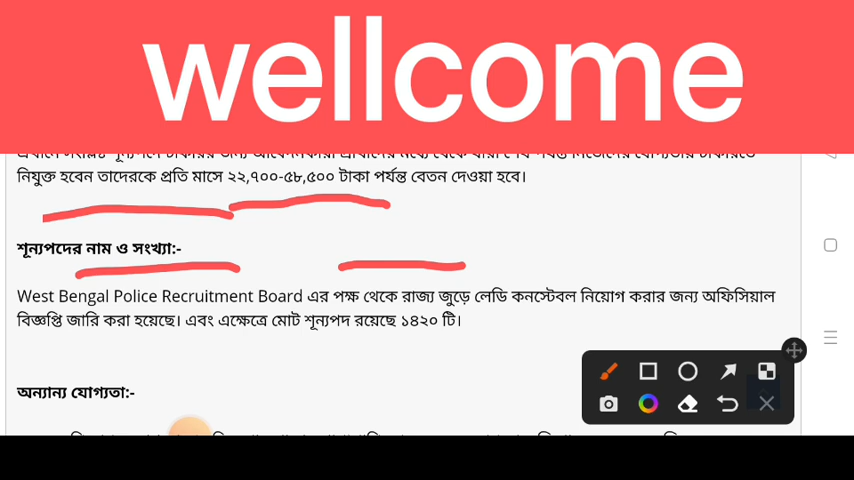 wellcome
নিযুক্ত হবেন তাদেরকে প্রতি মাসে ২২,৭০০-৫৮,৫০০ টাকা পর্যন্ত বেতন দেওয়া হবে।
শূন্যপদের নাম ও সংখ্যা:-
West Bengal Police Recruitment Board এর পক্ষ থেকে রাজ্য জুড়ে লেডি কনস্টেবল নিয়োগ করার জন্য অফিসিয়াল
বিজ্ঞপ্তি জারি করা হয়েছে। এবং এক্ষেত্রে মোট শূন্যপদ রয়েছে ১৪২০ টি।
অন্যান্য যোগ্যতা:-